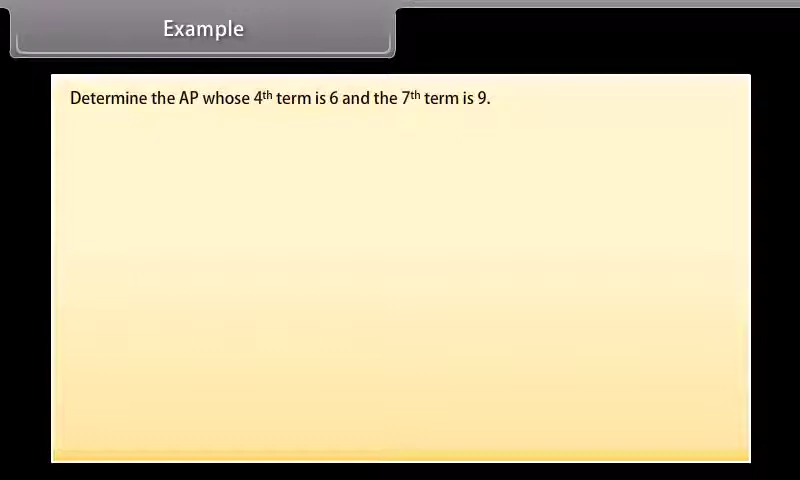 Example
Determine the AP whose 4th term is 6 and the 7th term is 9.